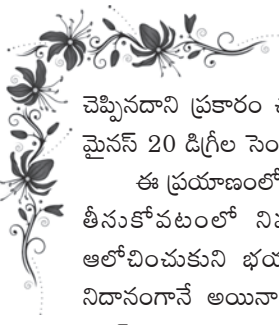 చెప్పినదాని ప్రకారం
మైనస్ 20 డిగ్రీల
ఈ ప్రయాణంలో
తీసుకోవటంలో
ఆలోచించుకుని
నిదానంగానే అయినా